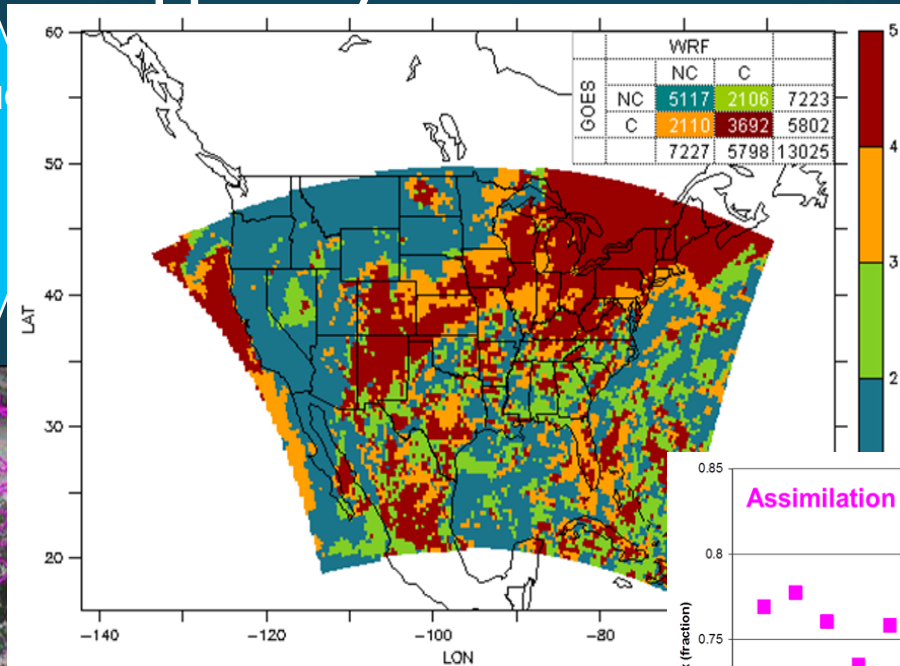 60
50
40
30
20
LAT
−140
−120
−100
−80
LON
WRF
NC C
GOES
NC 5117 2106 7223
C 2110 3692 5802
7227 5798 13025
5
4
3
2
0.85
0.8
0.75
Assimilation
(fraction)